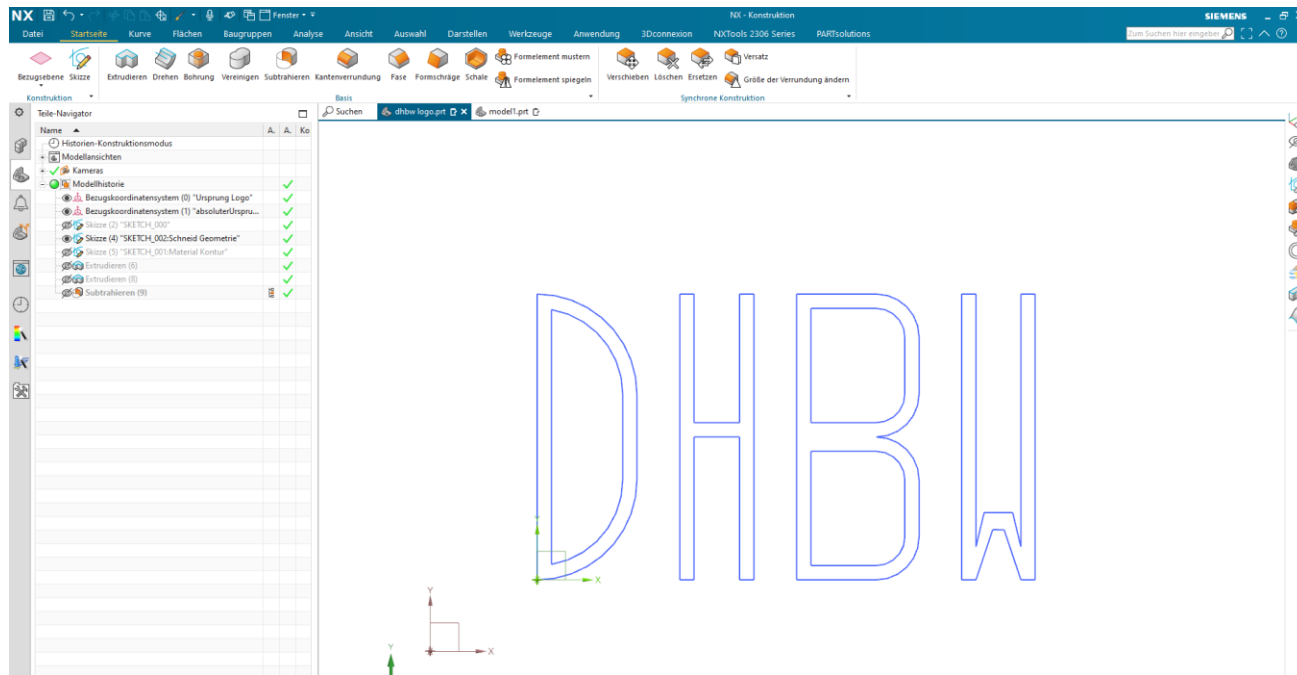 NX Fenster NX - Konstruktion SIEMENS
Datei Startseite Kurve Flächen Baugruppen Analyse Ansicht Auswahl Darstellen Werkzeuge Anwendung 3Dconnexion NXTools 2306 Series PARTsolutions Zum Suchen hier eingeben
Formelement mustern Versatz
Bezugsebene Skizze Extrudieren Drehen Bohrung Vereinigen Subtrahieren Kantenverrundung Fase Formschräge Schale Formelement spiegeln Verschieben Löschen Ersetzen Größe der Verrundung ändern
Konstruktion Basis Synchrone Konstruktion
Teile-Navigator Suchen dhbw logo.prt model1.prt
Name A. A. Ko
Historien-Konstruktionsmodus
Modellansichten
Kameras
Modellhistorie
Bezugskoordinatensystem (0) "Ursprung Logo"
Bezugskoordinatensystem (1) "absoluterUrspru...
Skizze (2) "SKETCH_000"
Skizze (4) "SKETCH_002:Schneid Geometrie"
Skizze (5) "SKETCH_001:Material Kontur"
Extrudieren (6)
Extrudieren (8)
Subtrahieren (9)
DHBW
Y
X
Y
X
Y